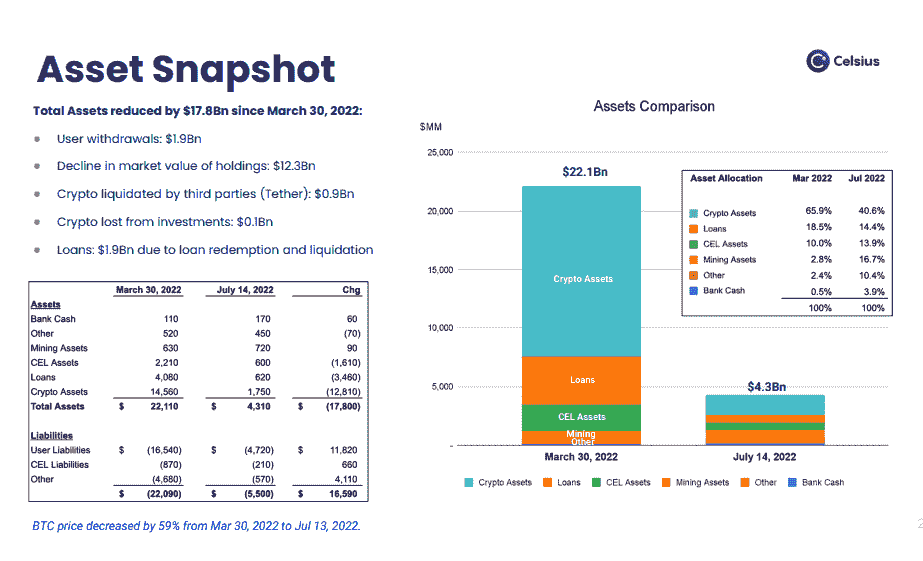 Asset Snapshot
Celsius
Total Assets reduced by $17.8Bn since March 30, 2022:
• User withdrawals: $1.9Bn
• Decline in market value of holdings: $12.3Bn
• Crypto liquidated by third parties (Tether): $0.9Bn
• Crypto lost from investments: $0.1Bn
• Loans: $1.9Bn due to loan redemption and liquidation
March 30, 2022 July 14, 2022 Chg
Assets
Bank Cash 110 170 60
Other 520 450 (70)
Mining Assets 630 720 90
CEL Assets 2,210 600 (1,610)
Loans 4,080 620 (3,460)
Crypto Assets 14,560 1,750 (12,810)
Total Assets $ 22,110 $ 4,310 $ (17,800)
Liabilities
User Liabilities $ (16,540) $ (4,720) $ 11,820
CEL Liabilities (870) (210) 660
Other (4,680) (570) 4,110
$ (22,090) $ (5,500) $ 16,590
BTC price decreased by 59% from Mar 30, 2022 to Jul 13, 2022.
Assets Comparison
$MM
25,000
20,000
15,000
10,000
5,000
-
$22.1Bn
Crypto Assets
Loans
CEL Assets
Mining
Other
$4.3Bn
March 30, 2022 July 14, 2022
Asset Allocation Mar 2022 Jul 2022
Crypto Assets 65.9% 40.6%
Loans 18.5% 14.4%
CEL Assets 10.0% 13.9%
Mining Assets 2.8% 16.7%
Other 2.4% 10.4%
Bank Cash 0.5% 3.9%
100% 100%
Crypto Assets Loans CEL Assets Mining Assets Other Bank Cash
2